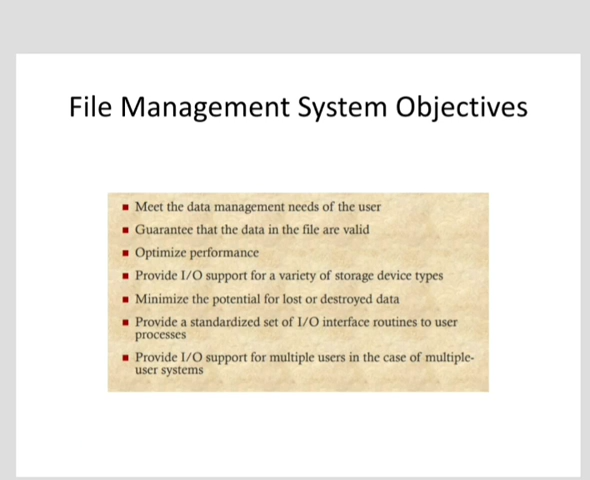 File Management System Objectives
▪ Meet the data management needs of the user
▪ Guarantee that the data in the file are valid
▪ Optimize performance
▪ Provide I/O support for a variety of storage device types
▪ Minimize the potential for lost or destroyed data
▪ Provide a standardized set of I/O interface routines to user
processes
▪ Provide I/O support for multiple users in the case of multiple-
user systems